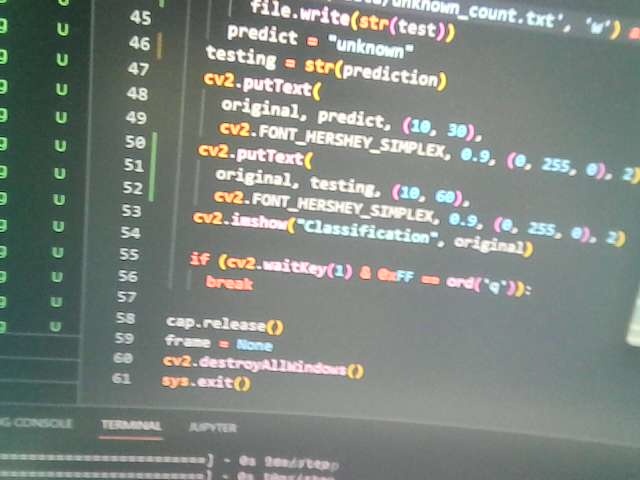 unknown_count.txt', 'w') a
45 file.write(str(test))
46 predict = "unknown"
47 testing = str(prediction)
48 cv2.putText(
49 original, predict, (10, 30),
50 cv2.FONT_HERSHEY_SIMPLEX, 0.9, (0, 255, 0), 2)
51 cv2.putText(
52 original, testing, (10, 60),
53 cv2.FONT_HERSHEY_SIMPLEX, 0.9, (0, 255, 0), 2)
54 cv2.imshow("Classification", original)
55 if (cv2.waitKey(1) & 0xFF == ord('q')):
56 break
57
58 cap.release()
59 frame = None
60 cv2.destroyAllWindows()
61 sys.exit()
CONSOLE TERMINAL JUPYTER
=========================] - 0s 9ms/step
=========================] - 0s
g U
g U
g U
g U
g U
g U
g U
g U
g U
g U
g U
g U